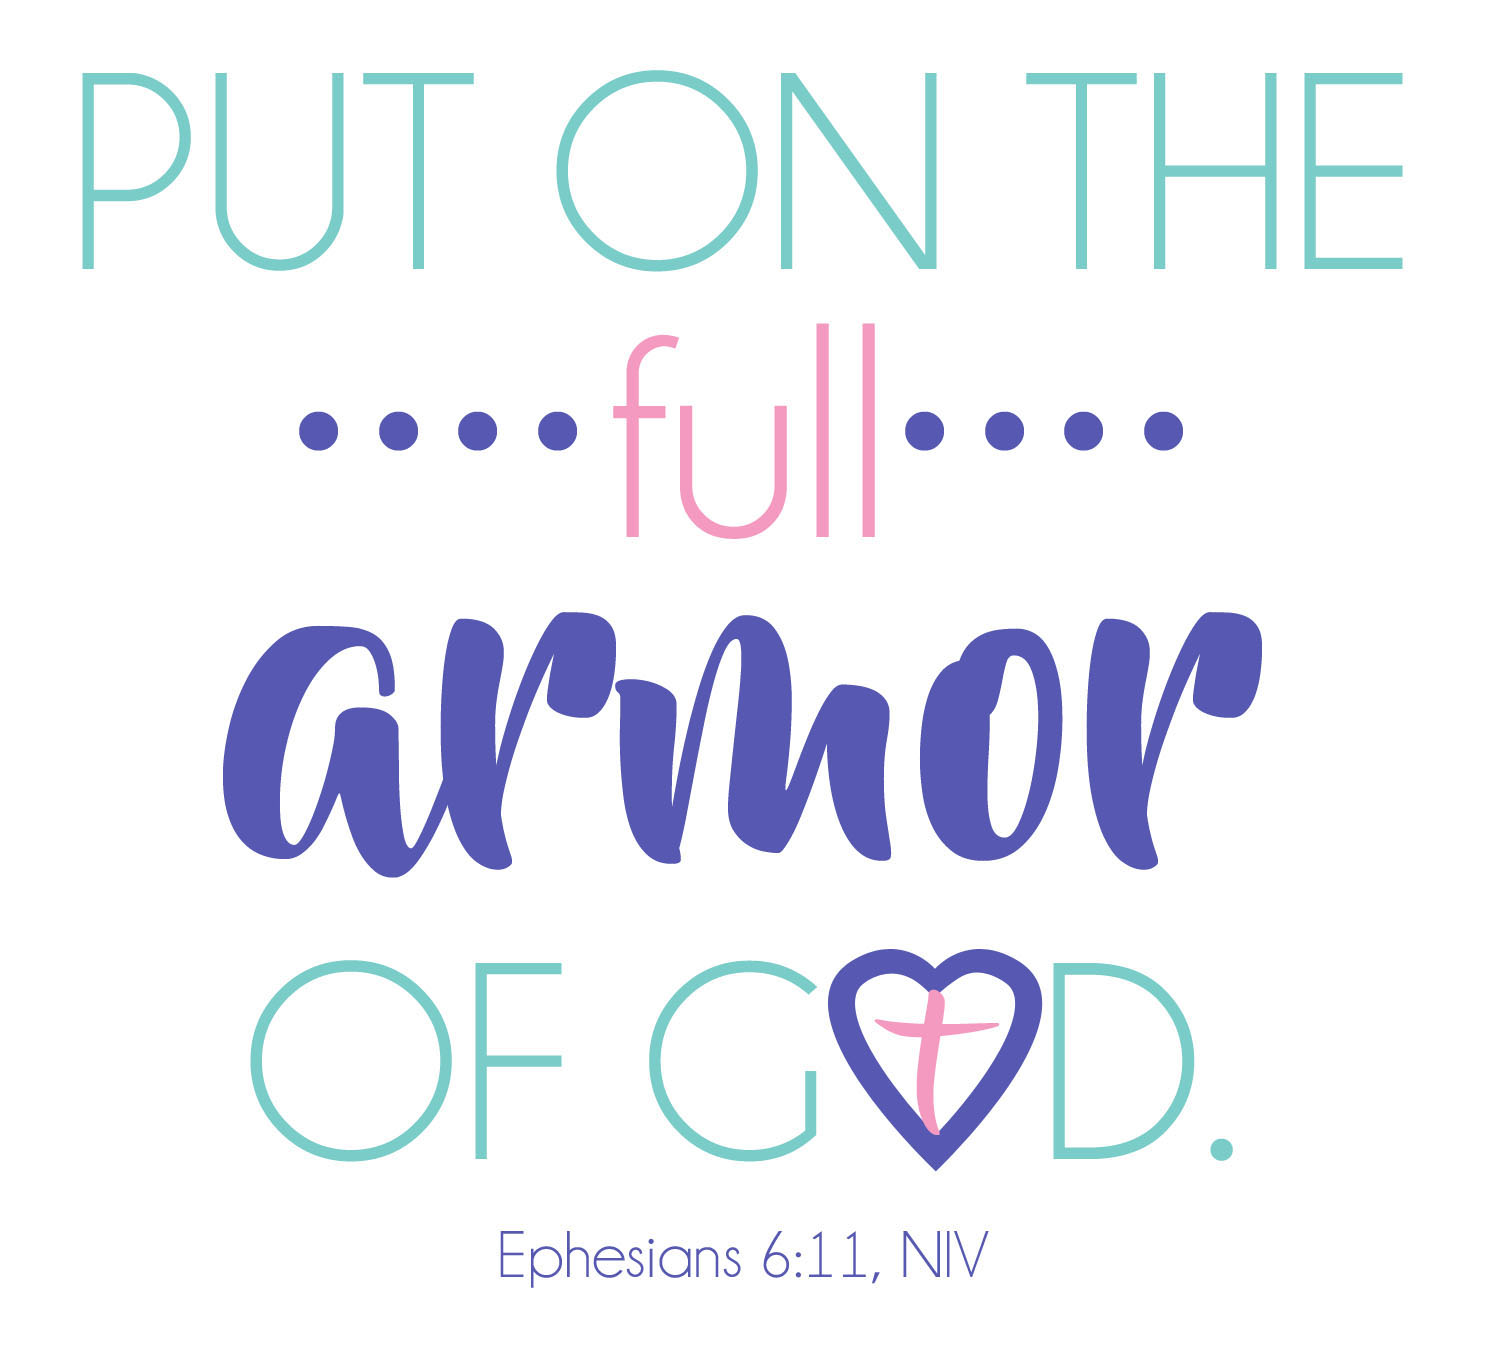 PUT ON THE
full
armor
OF GOD.
Ephesians 6:11, NIV